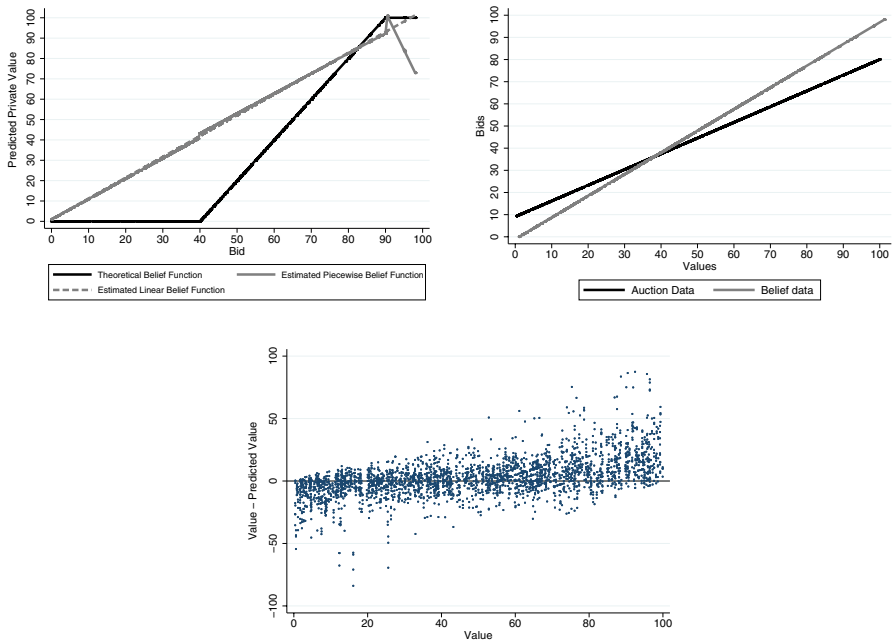 Predicted Private Value
100
90
80
70
60
50
40
30
20
10
0
0 10 20 30 40 50 60 70 80 90 100
Bid
Theoretical Belief Function Estimated Piecewise Belief Function
Estimated Linear Belief Function
Bids
100
90
80
70
60
50
40
30
20
10
0
0 10 20 30 40 50 60 70 80 90 100
Values
Auction Data Belief data
Value – Predicted Value
100
50
0
−50
−100
0 20 40 60 80 100
Value